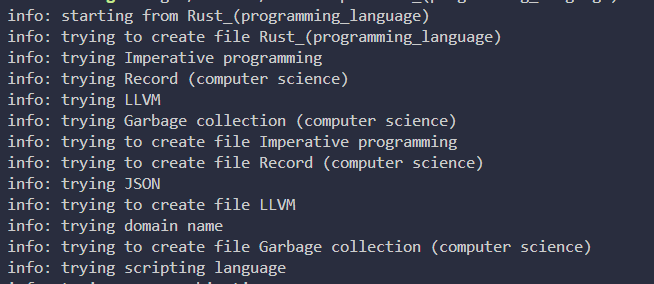 info: starting from Rust_(programming_language)
info: trying to create file Rust_(programming_language)
info: trying Imperative programming
info: trying Record (computer science)
info: trying LLVM
info: trying Garbage collection (computer science)
info: trying to create file Imperative programming
info: trying to create file Record (computer science)
info: trying JSON
info: trying to create file LLVM
info: trying domain name
info: trying to create file Garbage collection (computer science)
info: trying scripting language